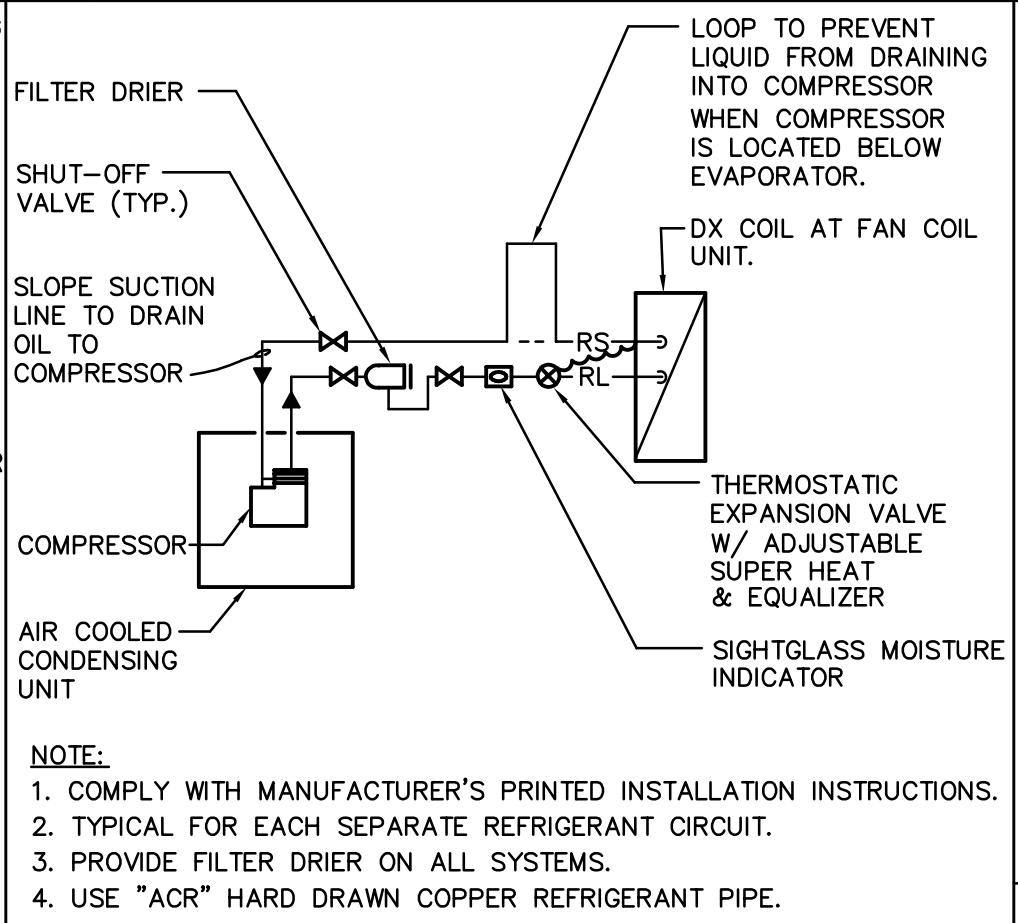 LOOP TO PREVENT
LIQUID FROM DRAINING
INTO COMPRESSOR
WHEN COMPRESSOR
IS LOCATED BELOW
EVAPORATOR.
FILTER DRIER
SHUT-OFF
VALVE (TYP.)
DX COIL AT FAN COIL
UNIT.
SLOPE SUCTION
LINE TO DRAIN
OIL TO
COMPRESSOR
RS
RL
THERMOSTATIC
EXPANSION VALVE
W/ ADJUSTABLE
SUPER HEAT
& EQUALIZER
COMPRESSOR
AIR COOLED
CONDENSING
UNIT
SIGHTGLASS MOISTURE
INDICATOR
NOTE:
1. COMPLY WITH MANUFACTURER'S PRINTED INSTALLATION INSTRUCTIONS.
2. TYPICAL FOR EACH SEPARATE REFRIGERANT CIRCUIT.
3. PROVIDE FILTER DRIER ON ALL SYSTEMS.
4. USE "ACR" HARD DRAWN COPPER REFRIGERANT PIPE.